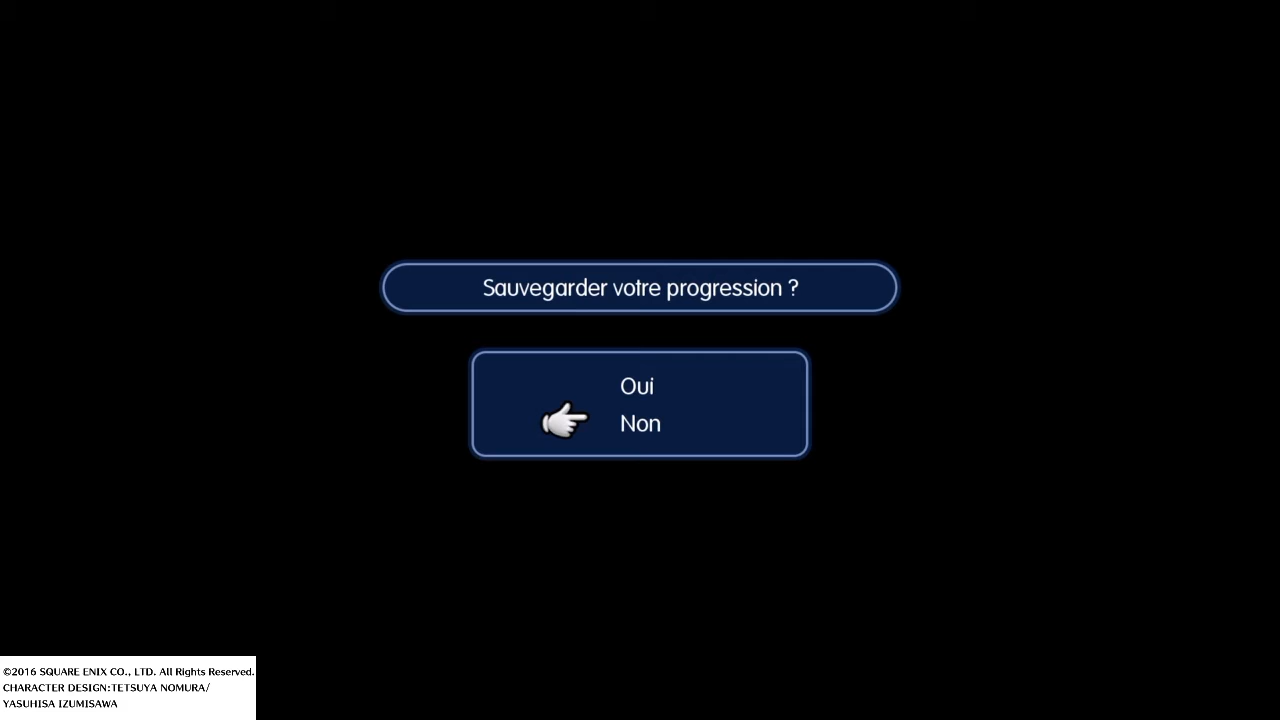 Sauvegarder votre progression ?
Oui
Non
©2016 SQUARE ENIX CO., LTD. All Rights Reserved.
CHARACTER DESIGN:TETSUYA NOMURA/
YASUHISA IZUMISAWA